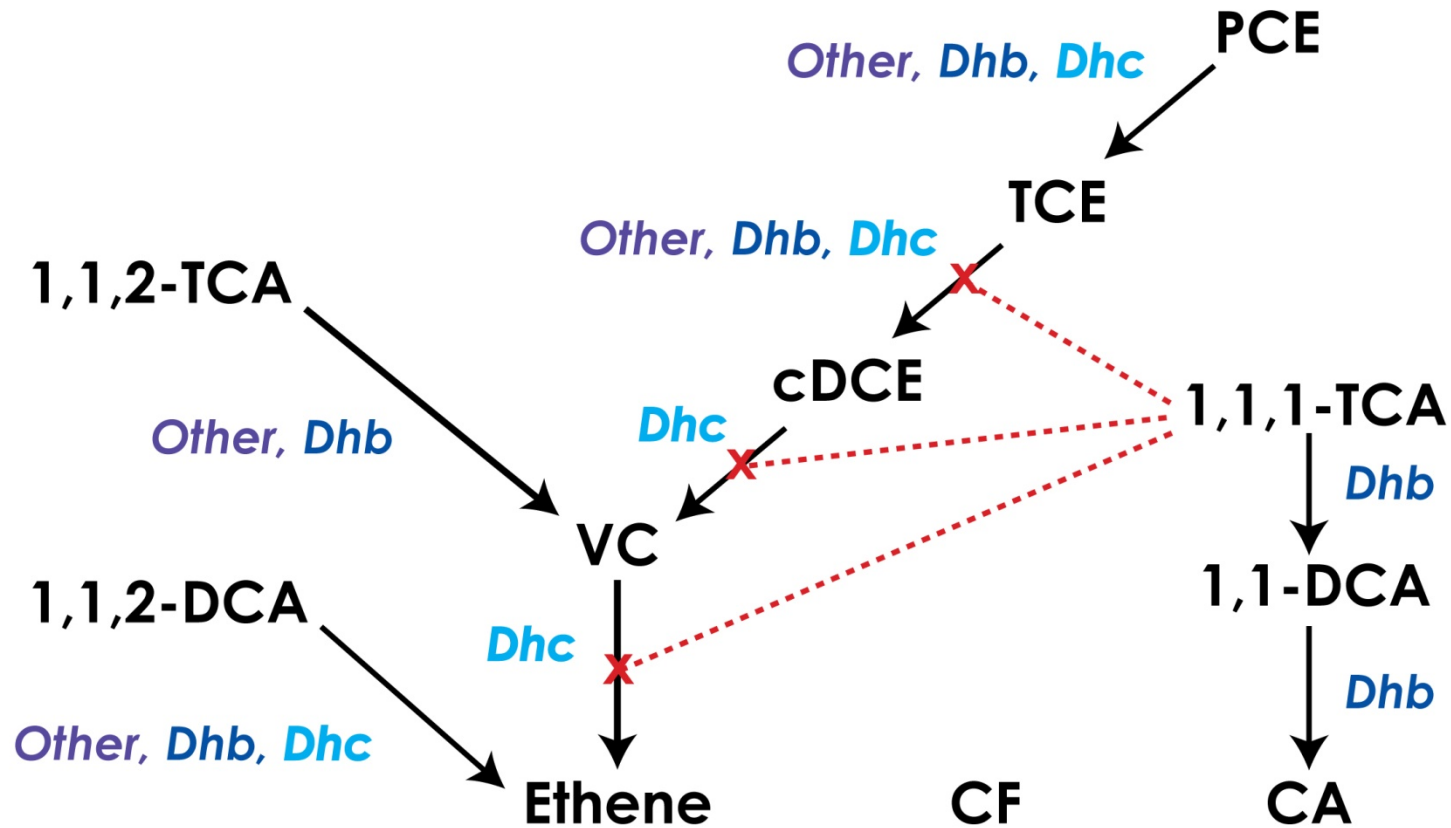 PCE
Other, Dhb, Dhc
TCE
Other, Dhb, Dhc
X
1,1,2-TCA
cDCE
1,1,1-TCA
Dhc
X
Other, Dhb
Dhb
VC
1,1-DCA
1,1,2-DCA
Dhc
X
Dhb
Other, Dhb, Dhc
Ethene
CF
CA